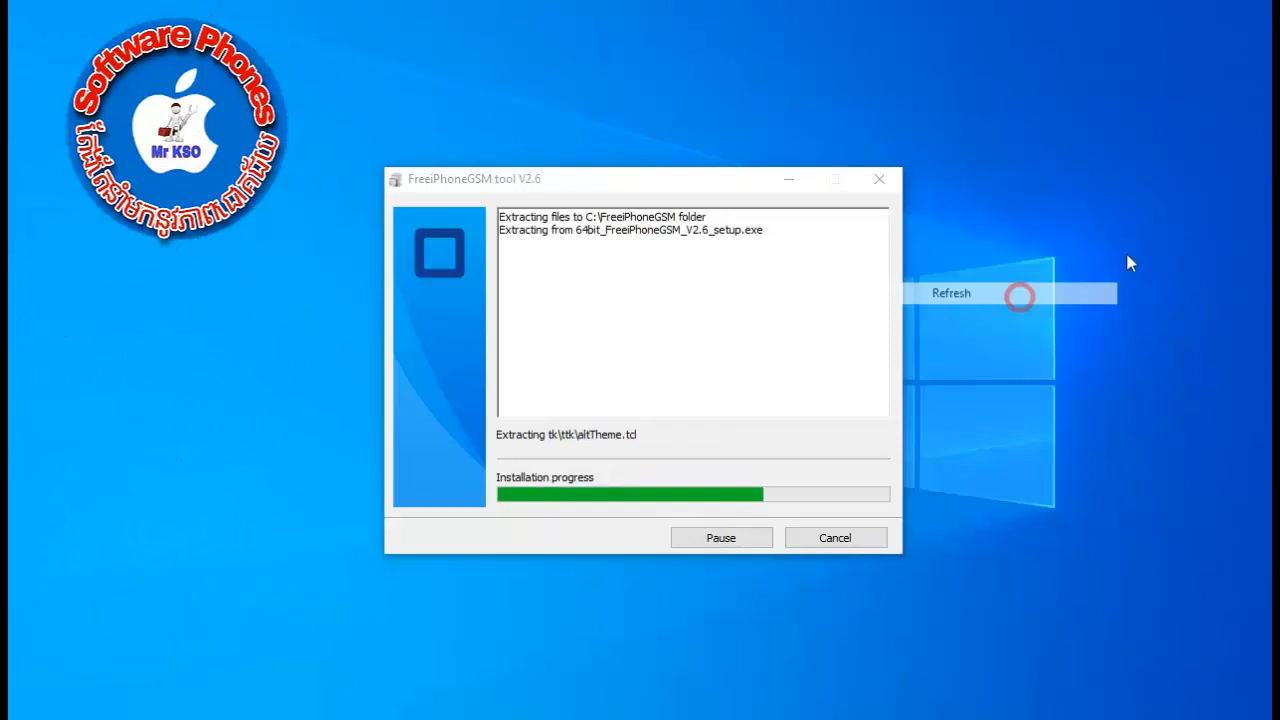 Software Phones
Mr KSO
FreeiPhoneGSM tool V2.6
Extracting files to C:\FreeiPhoneGSM folder
Extracting from 64bit_FreeiPhoneGSM_V2.6_setup.exe
Refresh
Extracting tk\ttk\altTheme.tcl
Installation progress
Pause
Cancel